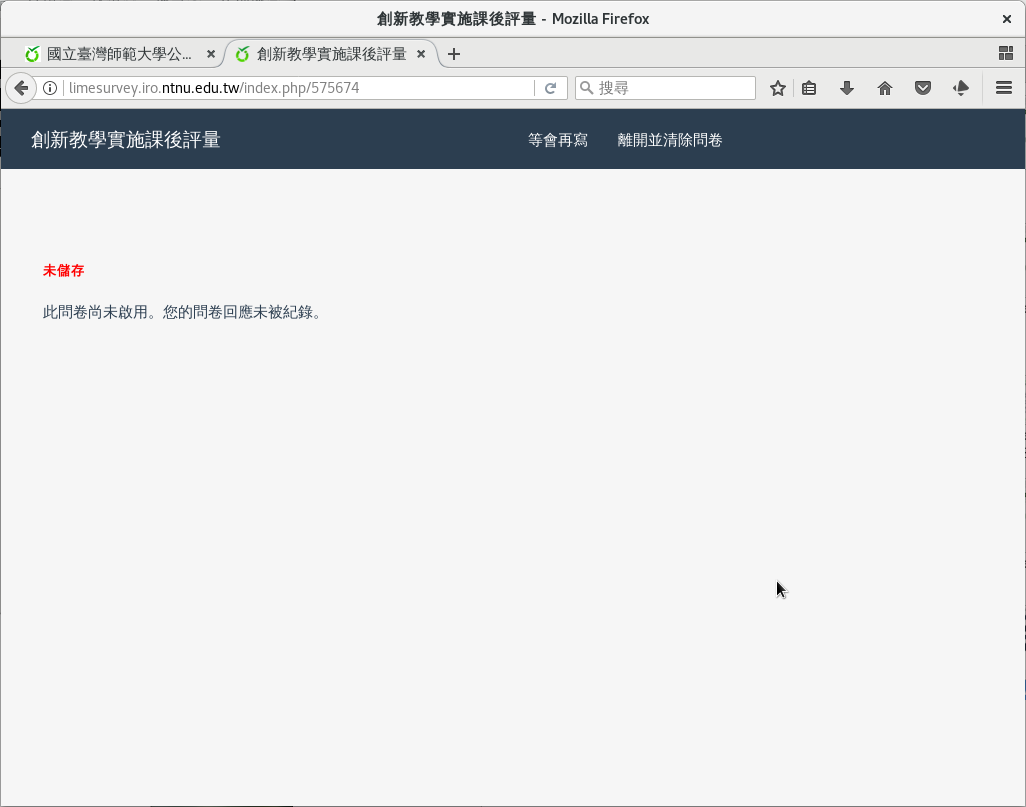 創新教學實施課後評量 - Mozilla Firefox
國立臺灣師範大學公...
創新教學實施課後評量
limesurvey.iro.ntnu.edu.tw/index.php/575674
搜尋
創新教學實施課後評量
等會再寫
離開並清除問卷
未儲存
此問卷尚未啟用。您的問卷回應未被紀錄。